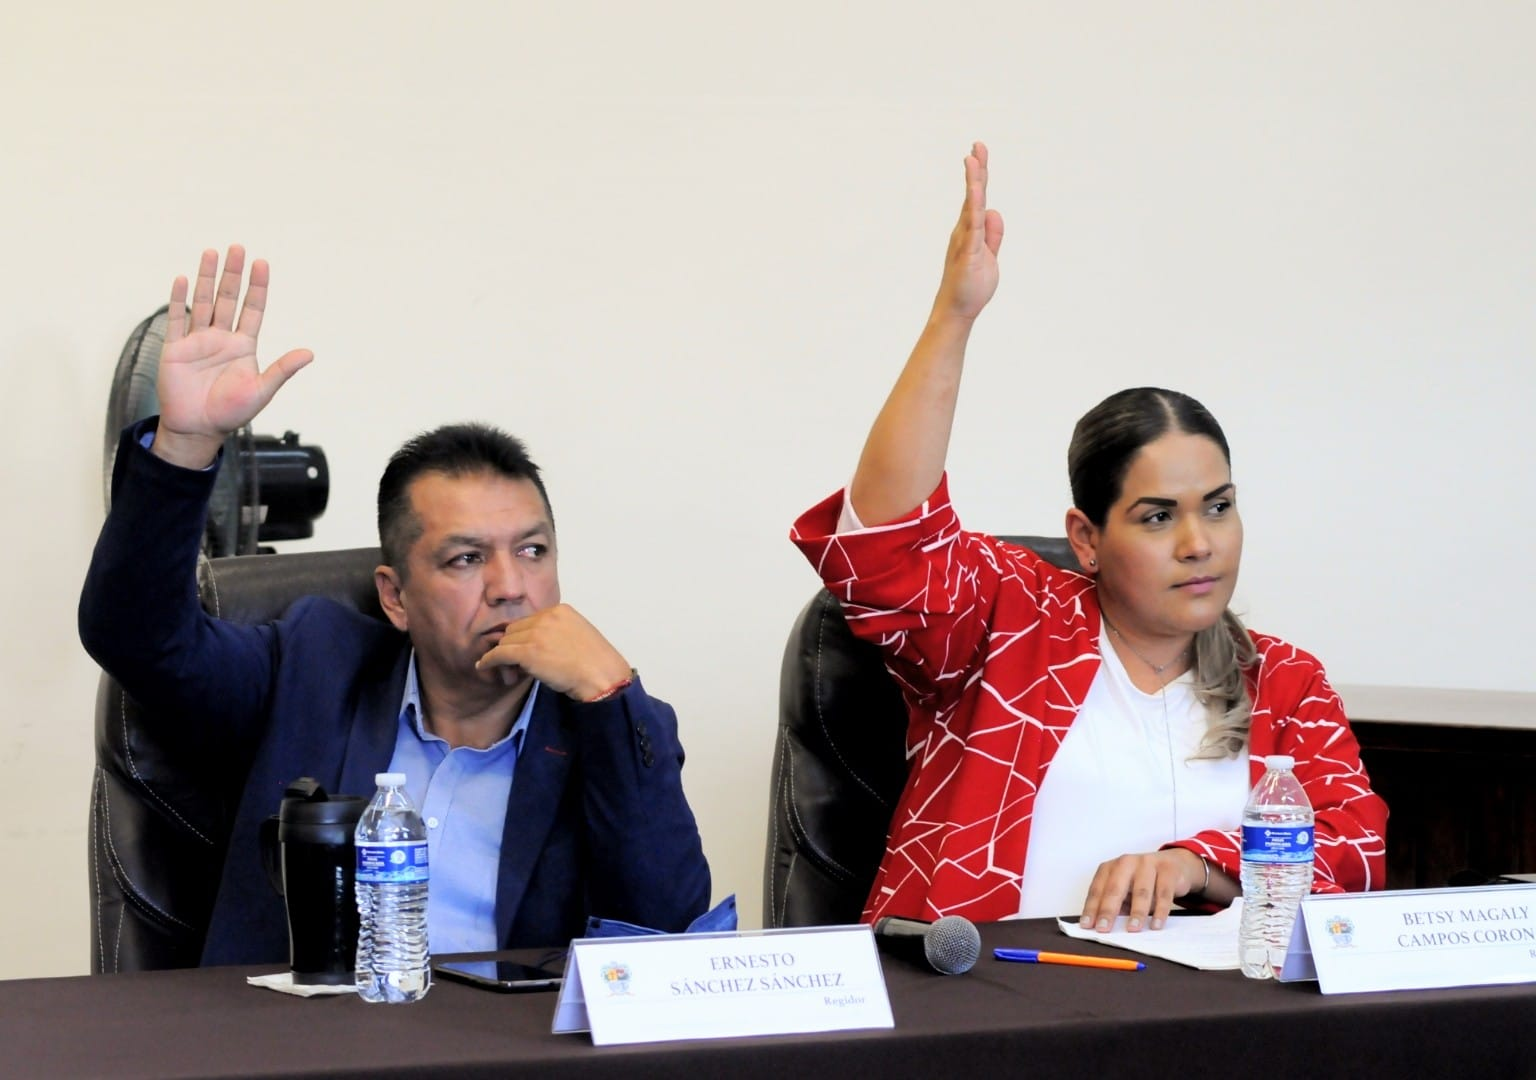 ERNESTO
SÁNCHEZ SÁNCHEZ
Regidor
BETSY MAGALY
CAMPOS CORON